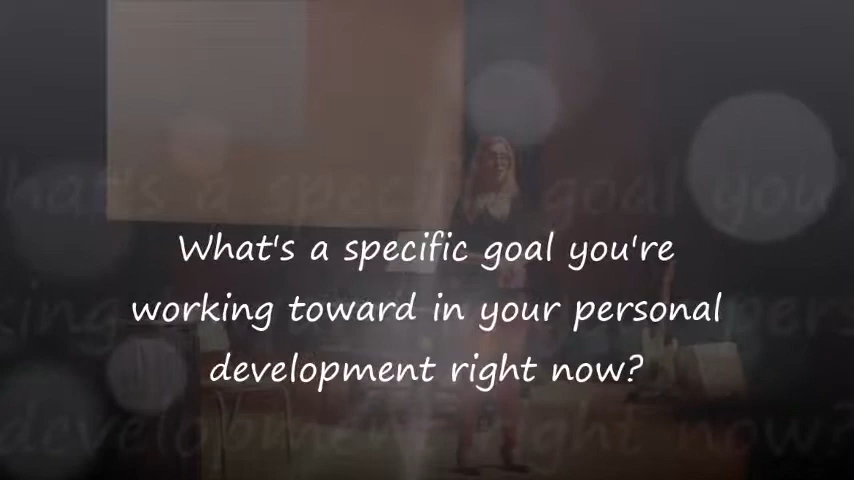 What's a specific goal you're
working toward in your personal
development right now?